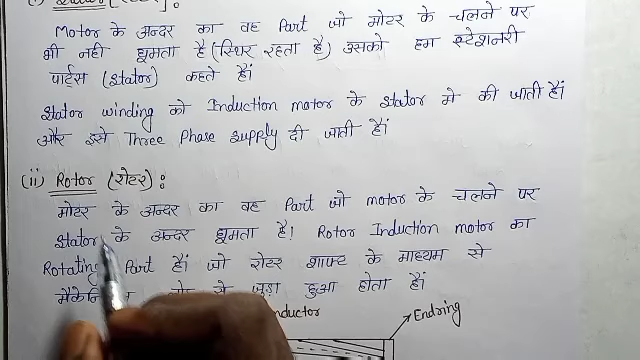 Motor के अन्दर का वह Part जो मोटर के चलने पर
भी नही घूमता है (स्थिर रहता है) उसको हम स्टेशनरी
पार्ट्स (Stator) कहते हैं।
Stator winding को Induction motor के Stator मे की जाती हैं।
और इसे Three Phase supply दी जाती हैं।
(ii) Rotor (रोटर) :
मोटर के अन्दर का वह Part जो motor के चलने पर
Stator के अन्दर घूमता है! Rotor Induction motor का
Rotating Part हैं। जो रोटर शाफ्ट के माध्यम से
जुड़ा हुआ होता हैं।
Endring